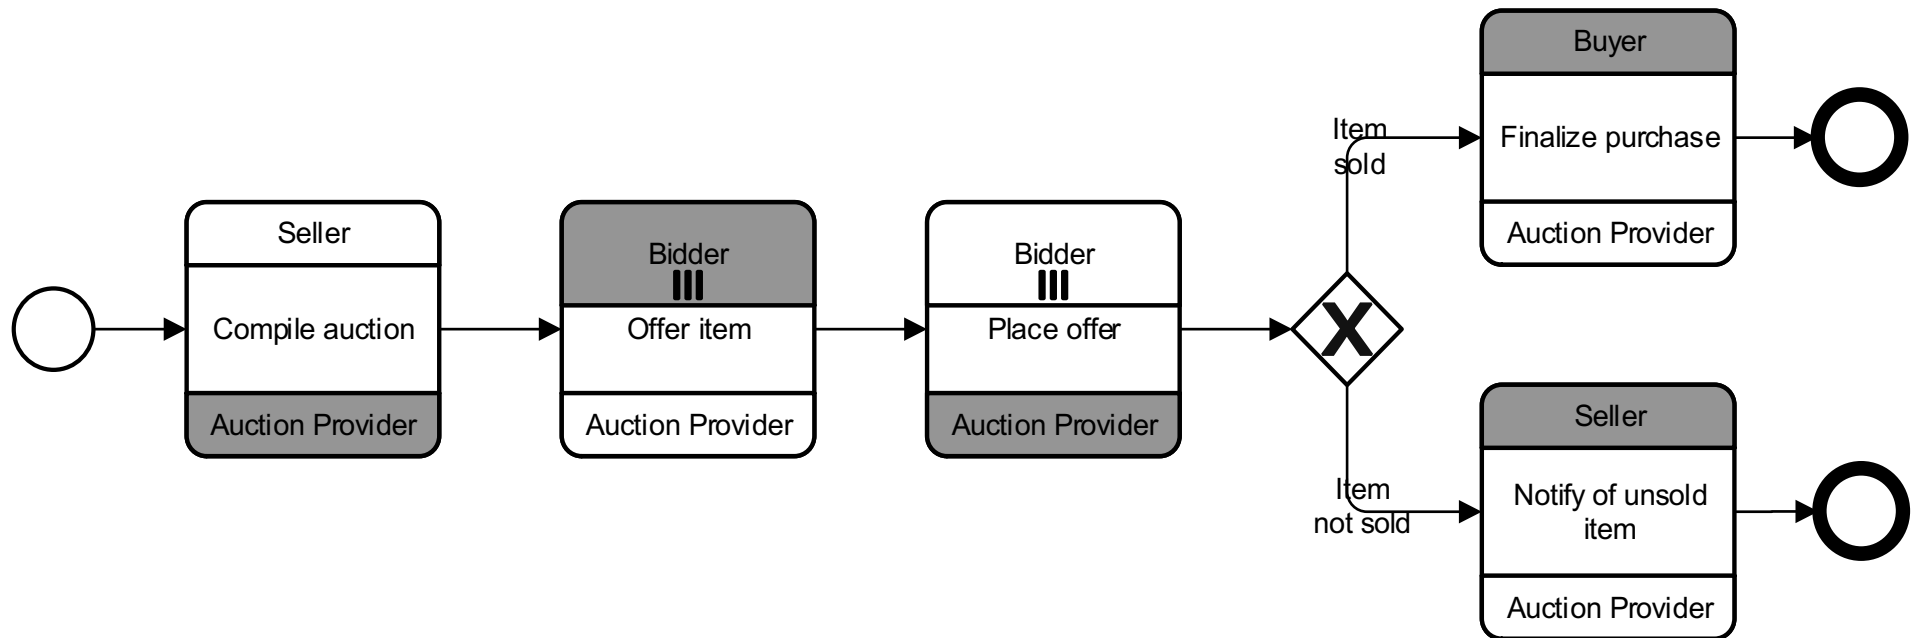 Seller
Compile auction
Auction Provider
Bidder
Offer item
Auction Provider
Bidder
Place offer
Auction Provider
X
Item
sold
Buyer
Finalize purchase
Auction Provider
Item
not sold
Seller
Notify of unsold
item
Auction Provider